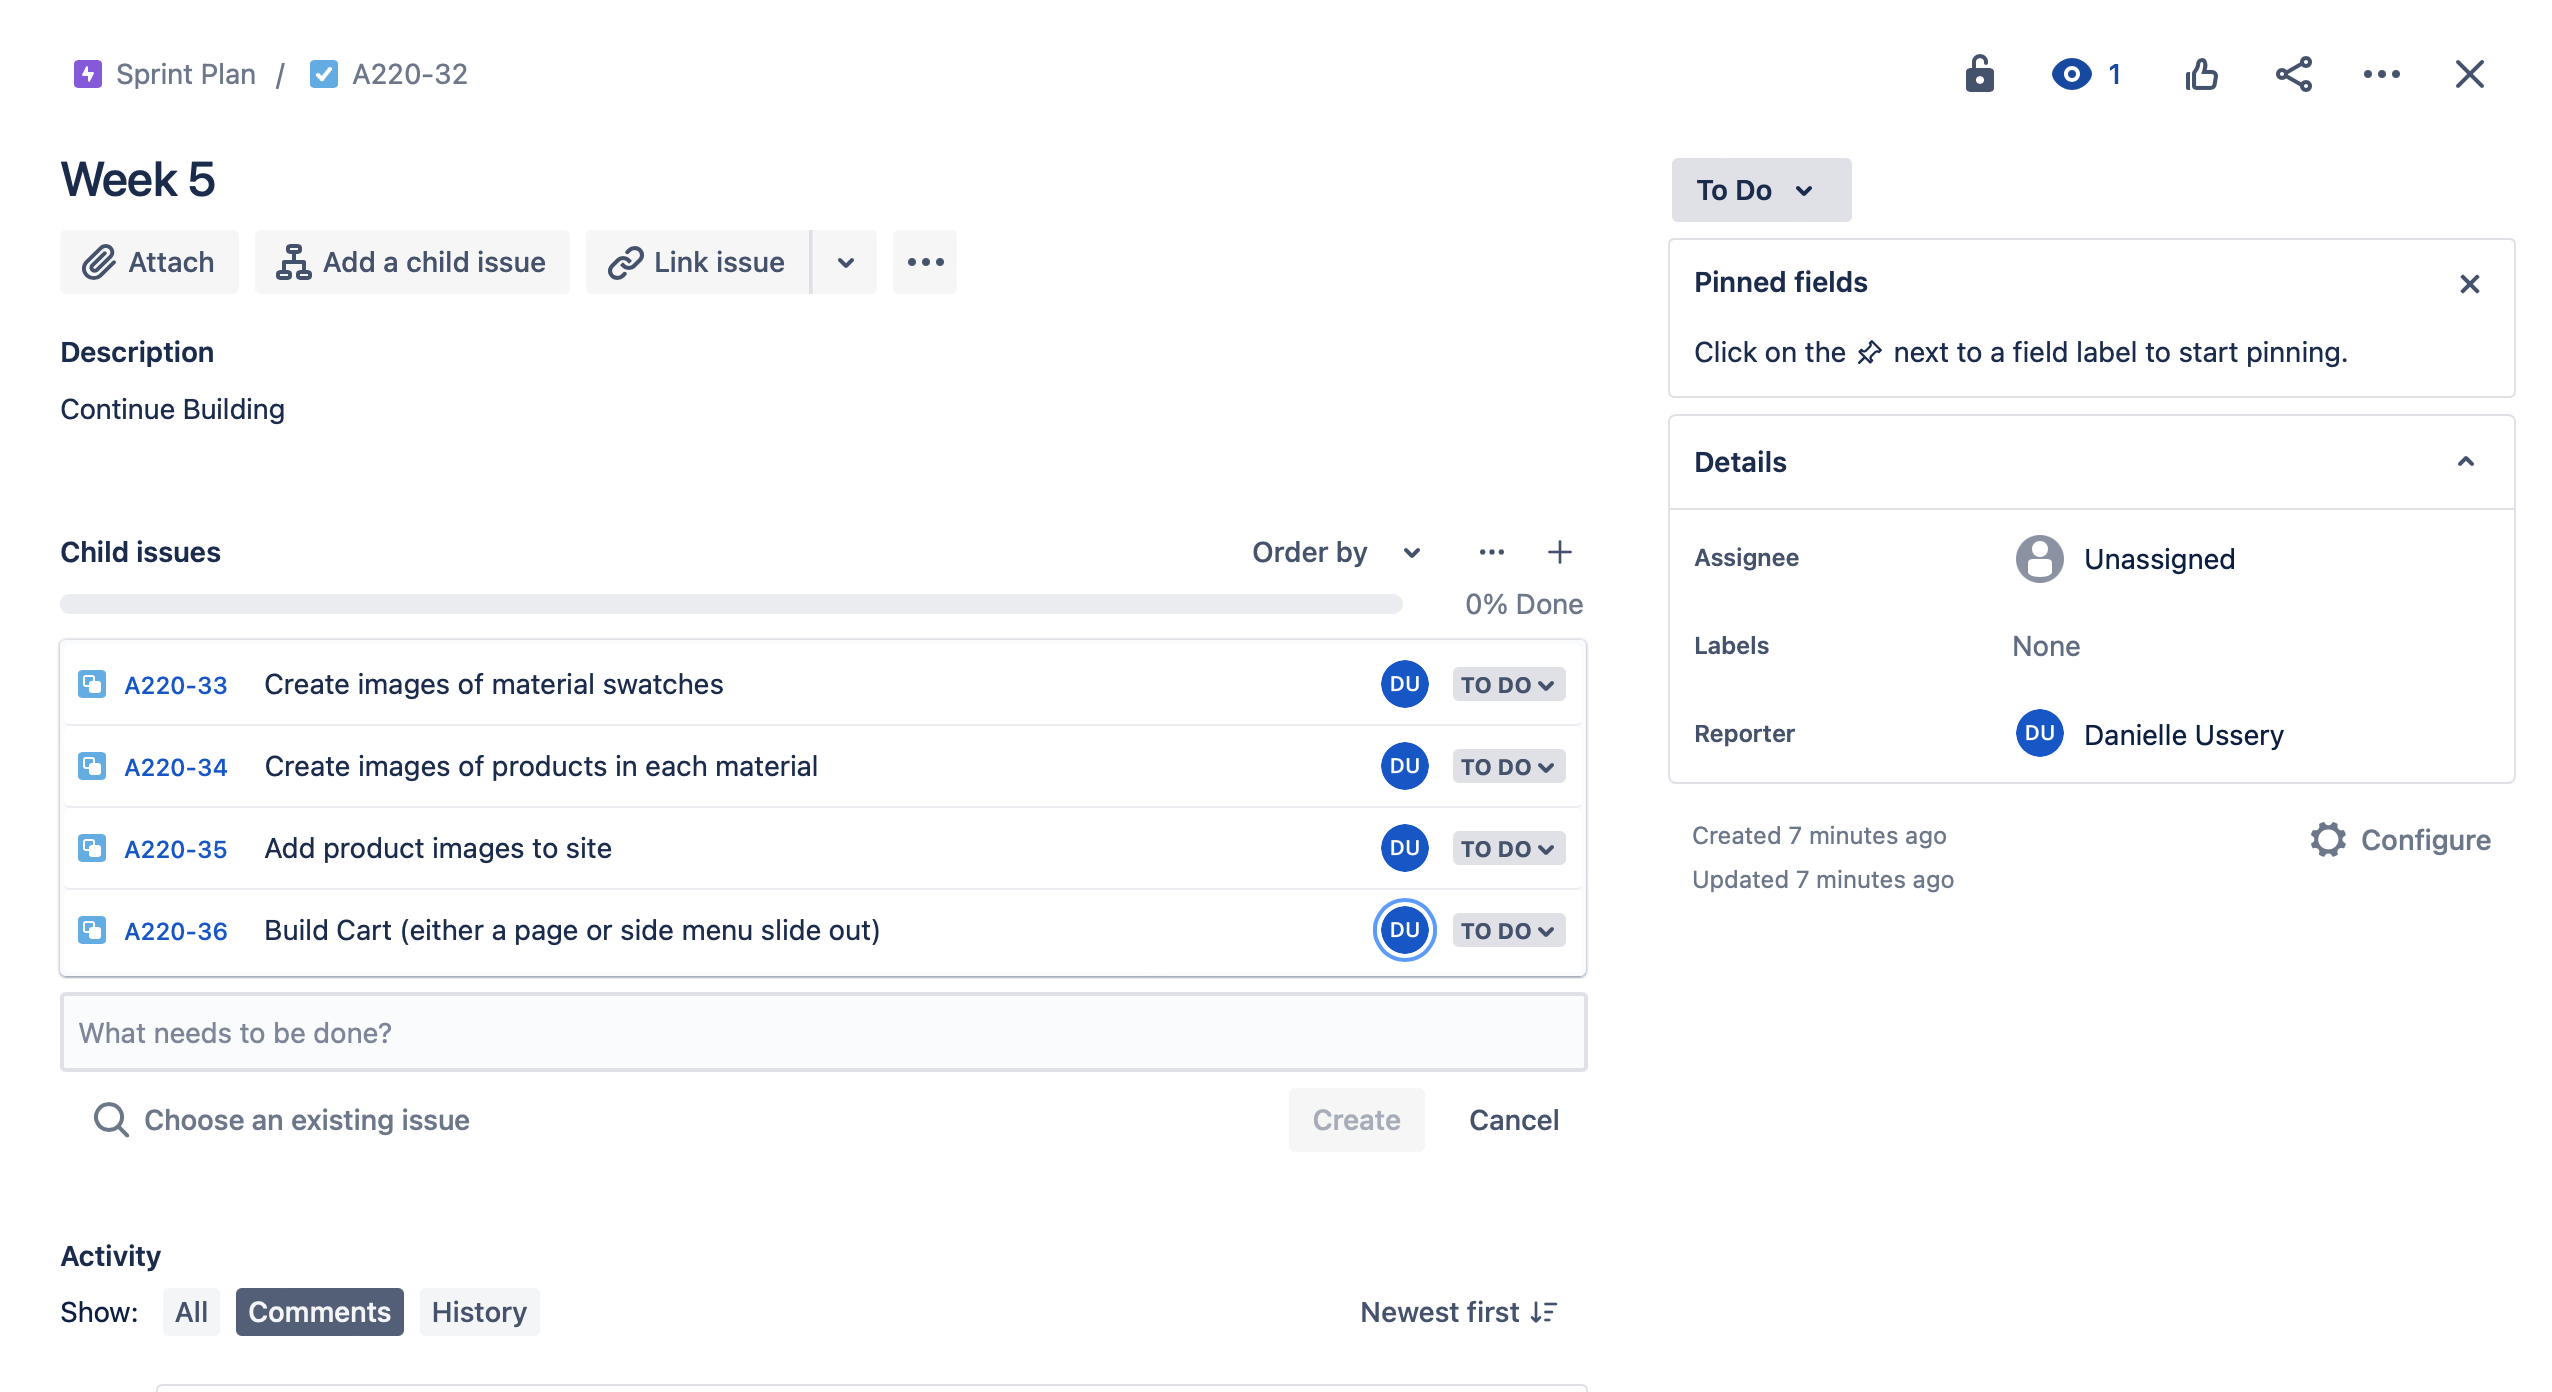 Sprint Plan / A220-32
1
Week 5
To Do
Attach
Add a child issue
Link issue
Pinned fields
Click on the next to a field label to start pinning.
Description
Continue Building
Details
Assignee
Unassigned
Labels
None
Reporter
DU Danielle Ussery
Created 7 minutes ago
Updated 7 minutes ago
Configure
Child issues
Order by
0% Done
A220-33 Create images of material swatches DU TO DO
A220-34 Create images of products in each material DU TO DO
A220-35 Add product images to site DU TO DO
A220-36 Build Cart (either a page or side menu slide out) DU TO DO
What needs to be done?
Choose an existing issue
Create
Cancel
Activity
Show: All Comments History
Newest first